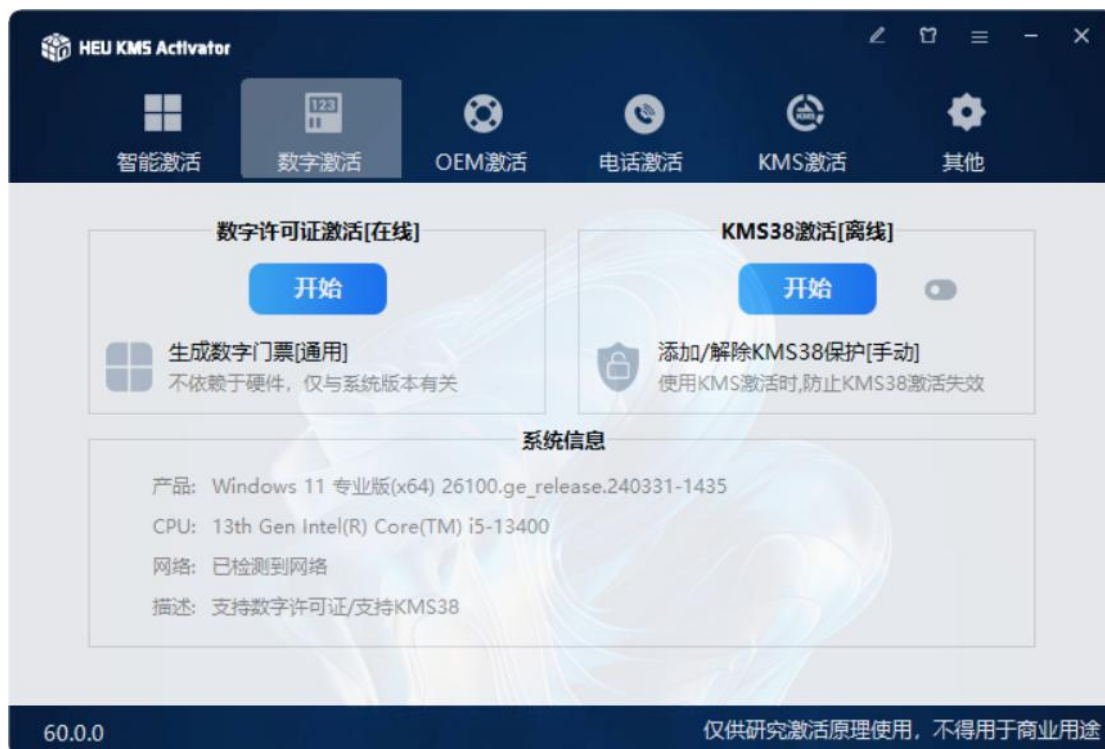 HEU KMS Activator
智能激活
123
数字激活
OEM激活
电话激活
KMS
KMS激活
其他
数字许可证激活[在线]
开始
生成数字门票[通用]
不依赖于硬件，仅与系统版本有关
KMS38激活[离线]
开始
添加/解除KMS38保护[手动]
使用KMS激活时,防止KMS38激活失效
系统信息
产品: Windows 11 专业版(x64) 26100.ge_release.240331-1435
CPU: 13th Gen Intel(R) Core(TM) i5-13400
网络: 已检测到网络
描述: 支持数字许可证/支持KMS38
60.0.0
仅供研究激活原理使用，不得用于商业用途